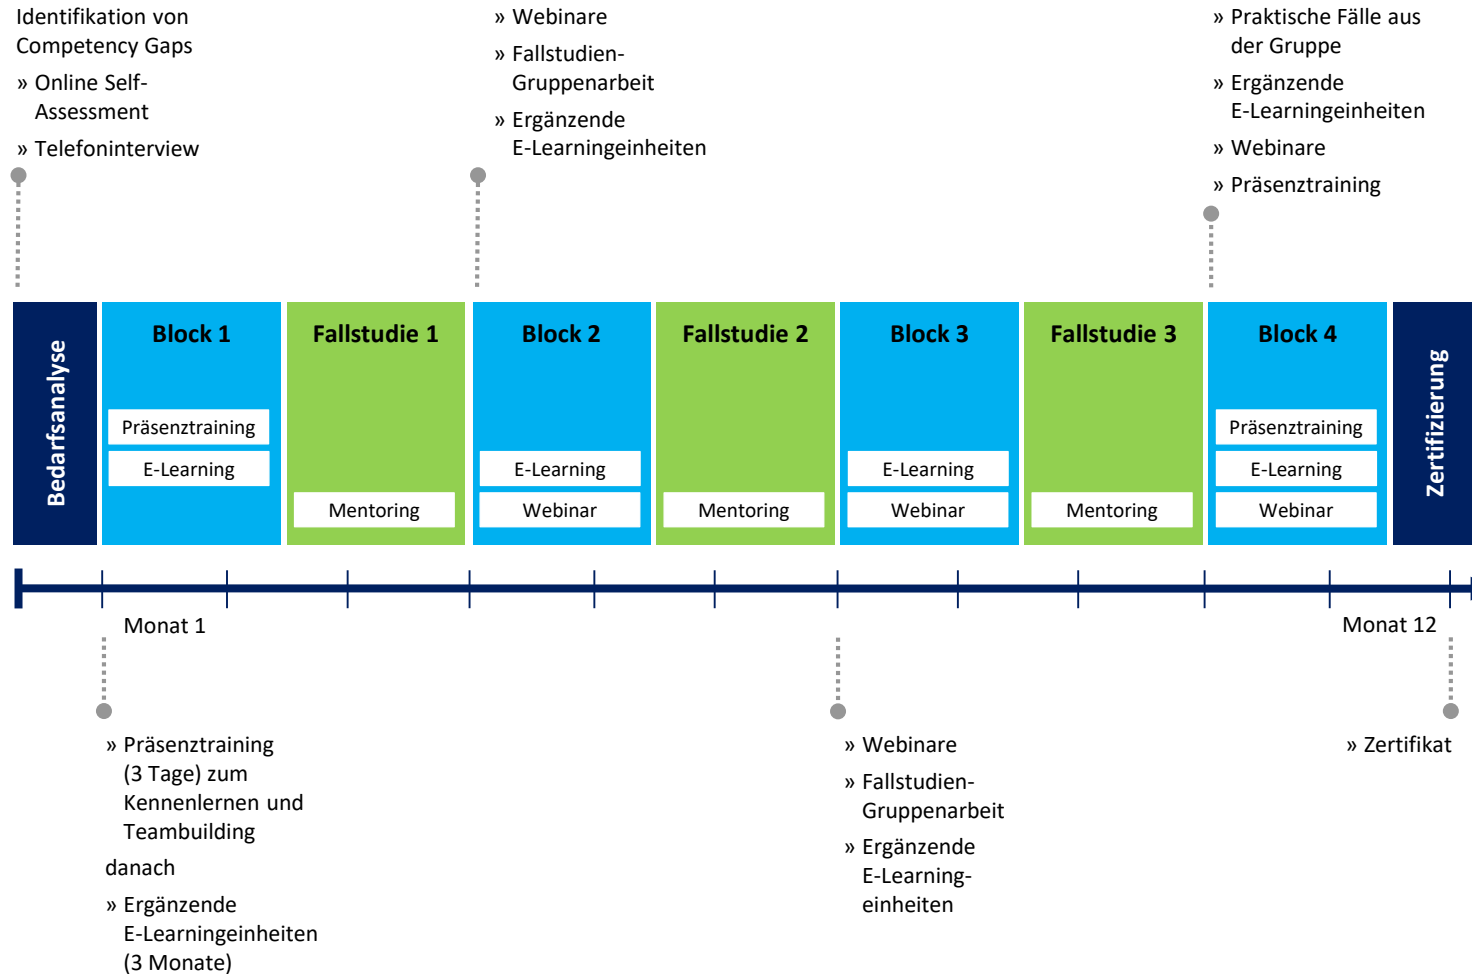 Identifikation von
Competency Gaps
» Online Self-
Assessment
» Telefoninterview
» Webinare
» Fallstudien-
Gruppenarbeit
» Ergänzende
E-Learningeinheiten
» Praktische Fälle aus
der Gruppe
» Ergänzende
E-Learningeinheiten
» Webinare
» Präsenztraining
Bedarfsanalyse
Block 1
Präsenztraining
E-Learning
Fallstudie 1
Mentoring
Block 2
E-Learning
Webinar
Fallstudie 2
Mentoring
Block 3
E-Learning
Webinar
Fallstudie 3
Mentoring
Block 4
Präsenztraining
E-Learning
Webinar
Zertifizierung
Monat 1
Monat 12
» Präsenztraining
(3 Tage) zum
Kennenlernen und
Teambuilding
danach
» Ergänzende
E-Learningeinheiten
(3 Monate)
» Webinare
» Fallstudien-
Gruppenarbeit
» Ergänzende
E-Learning-
einheiten
» Zertifikat